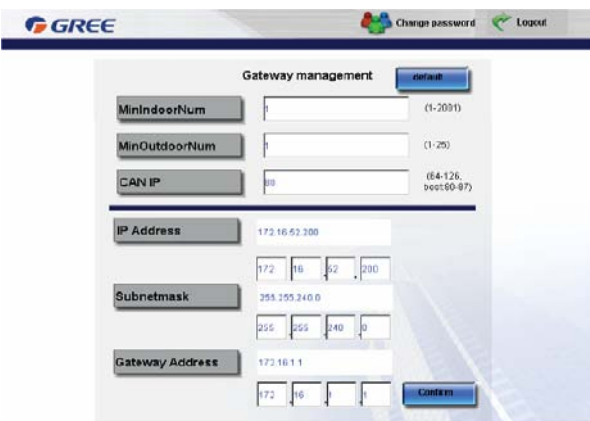 GREE
Change password
Logout
Gateway management
default
MinIndoorNum
1
(1-2001)
MinOutdoorNum
1
(1-25)
CAN IP
80
(64-126,
best:80-87)
IP Address
172.16.52.200
172 . 16 . 52 . 200
Subnetmask
255.255.240.0
255 . 255 . 240 . 0
Gateway Address
172.16.1.1
172 . 16 . 1 . 1
Confirm